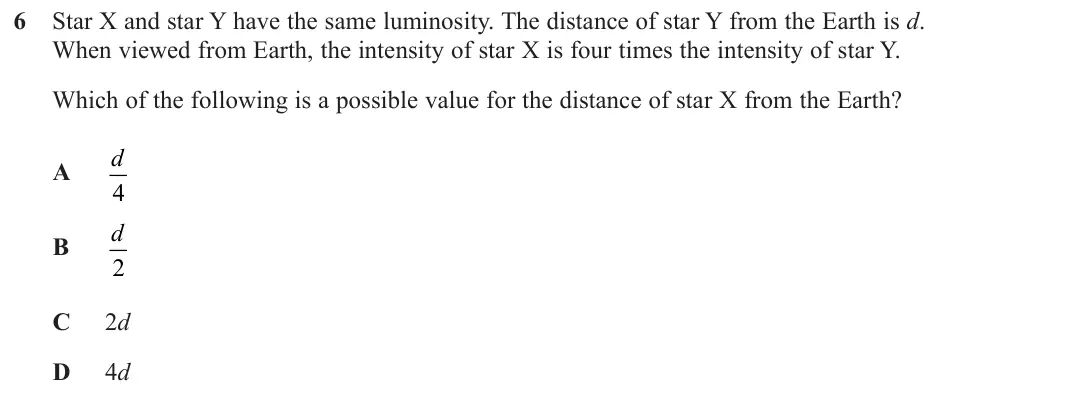 6 Star X and star Y have the same luminosity. The distance of star Y from the Earth is d.
When viewed from Earth, the intensity of star X is four times the intensity of star Y.
Which of the following is a possible value for the distance of star X from the Earth?
A d/4
B d/2
C 2d
D 4d